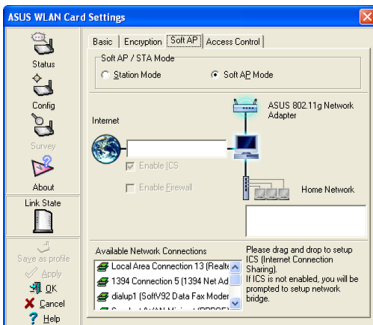 ASUS WLAN Card Settings
Status
Config
Survey
About
Link State
Save as profile
Apply
OK
Cancel
Help
Basic
Encryption
Soft AP
Access Control
Soft AP / STA Mode
Station Mode
Soft AP Mode
Internet
ASUS 802.11g Network
Adapter
Enable ICS
Enable Firewall
Home Network
Available Network Connections
Local Area Connection 13 (Realte
1394 Connection 5 (1394 Net Ad
dialup1 (SoftV92 Data Fax Moder
Please drag and drop to setup
ICS (Internet Connection
Sharing).
If ICS is not enabled, you will be
prompted to setup network
bridge.